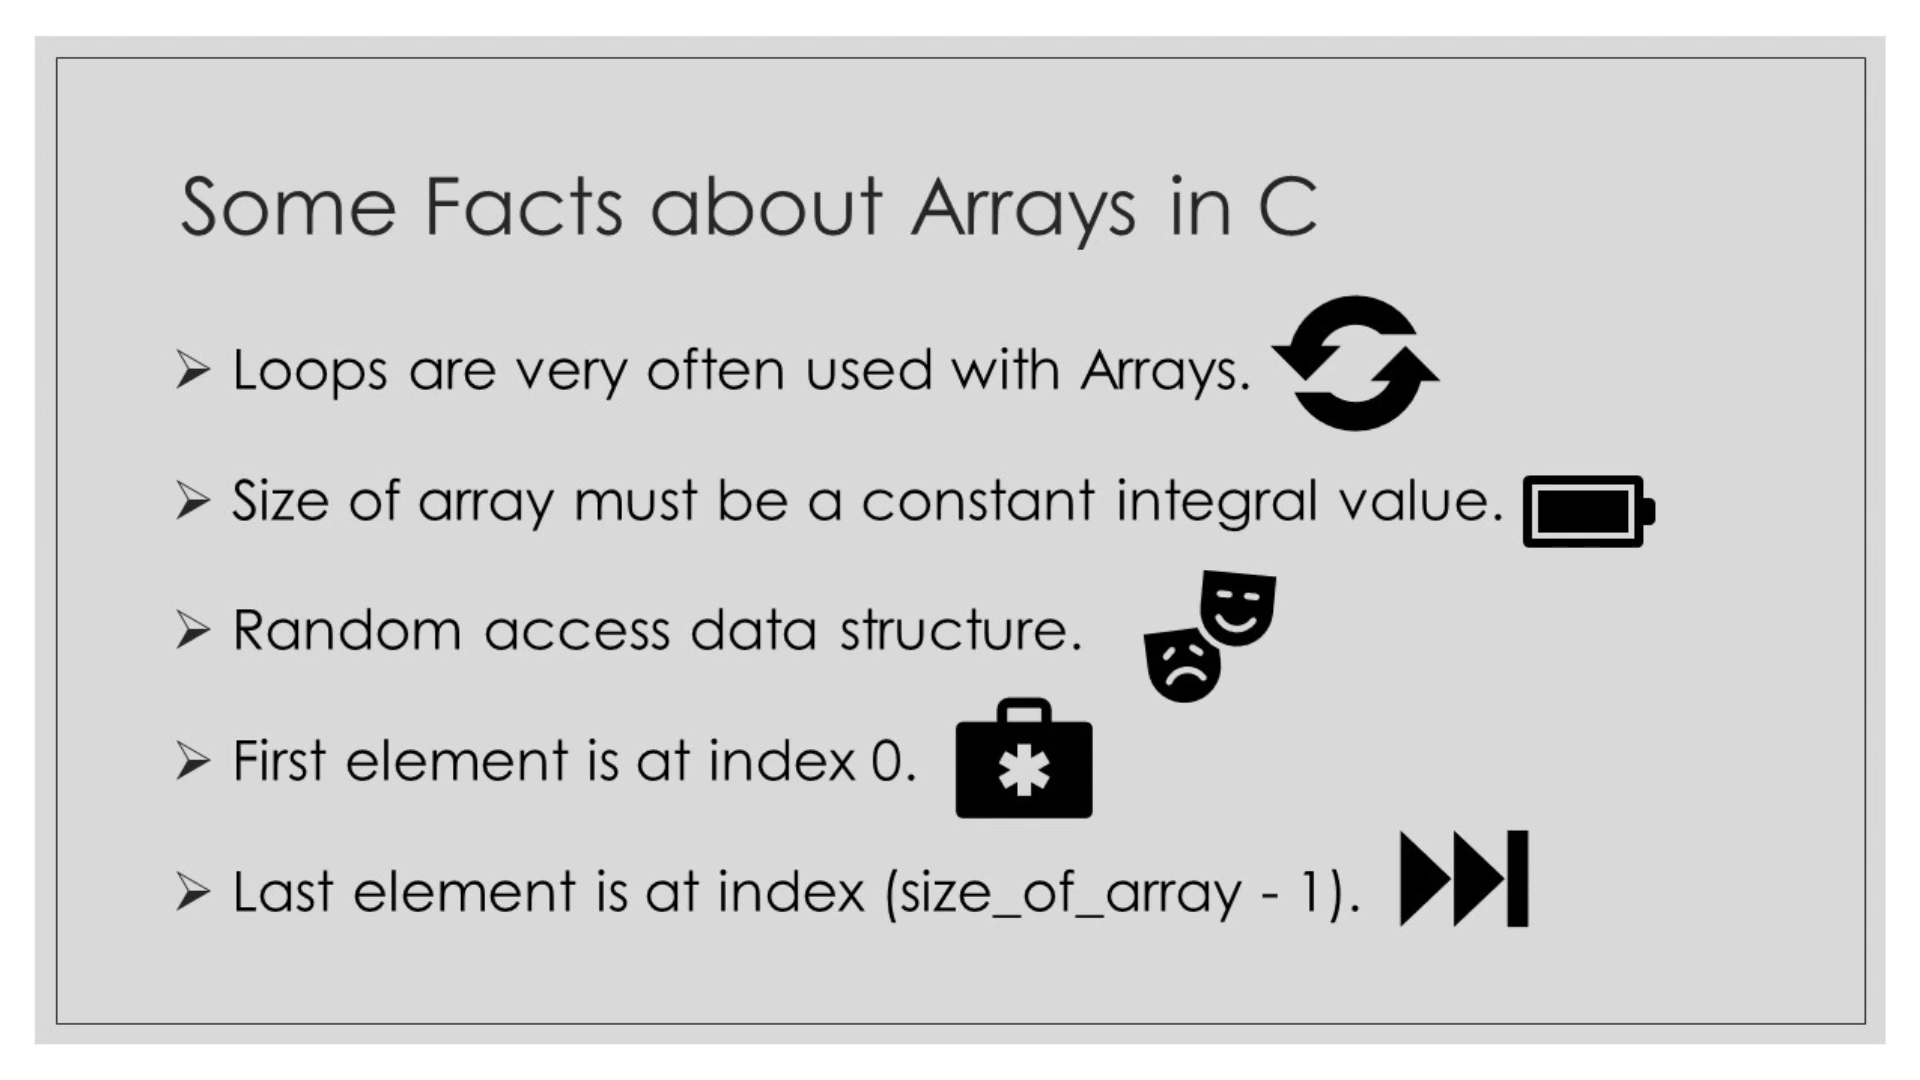 Some Facts about Arrays in C
➢ Loops are very often used with Arrays.
➢ Size of array must be a constant integral value.
➢ Random access data structure.
➢ First element is at index 0.
➢ Last element is at index (size_of_array - 1).